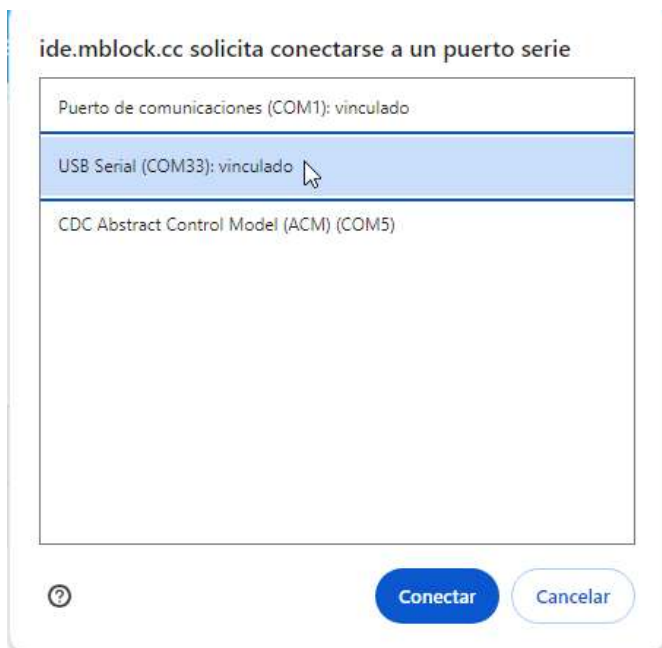 ide.mblock.cc solicita conectarse a un puerto serie
Puerto de comunicaciones (COM1): vinculado
USB Serial (COM33): vinculado
CDC Abstract Control Model (ACM) (COM5)
Conectar
Cancelar